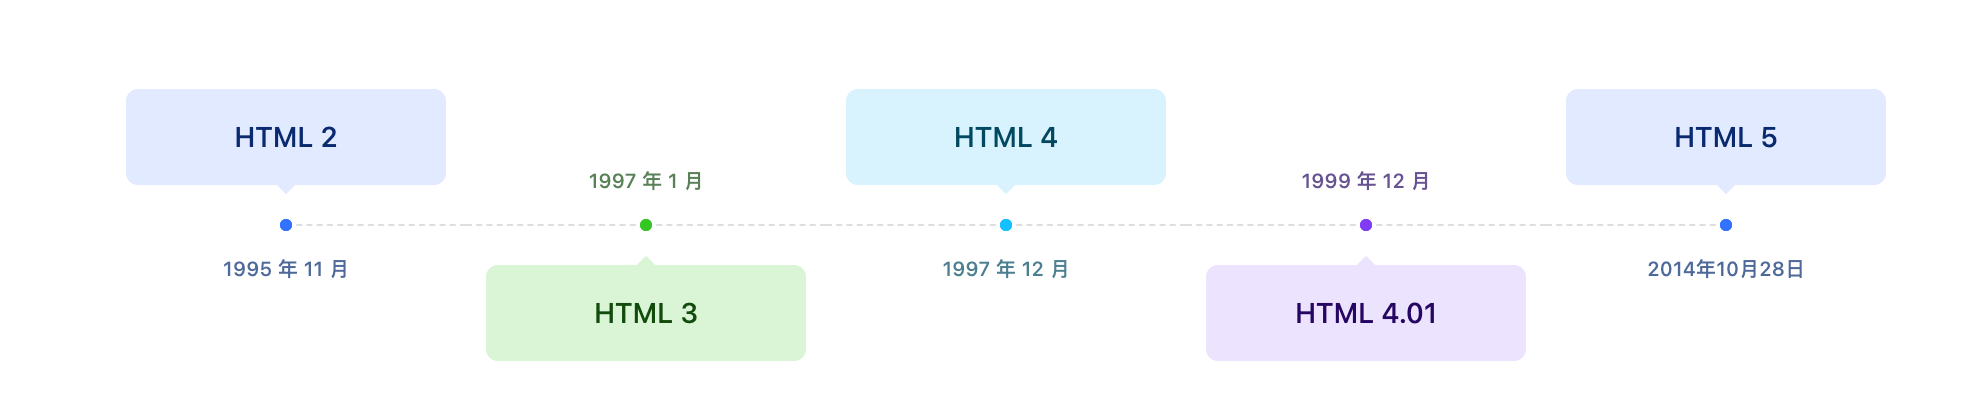 HTML 2
1995 年 11 月
1997 年 1 月
HTML 3
HTML 4
1997 年 12 月
1999 年 12 月
HTML 4.01
HTML 5
2014年10月28日